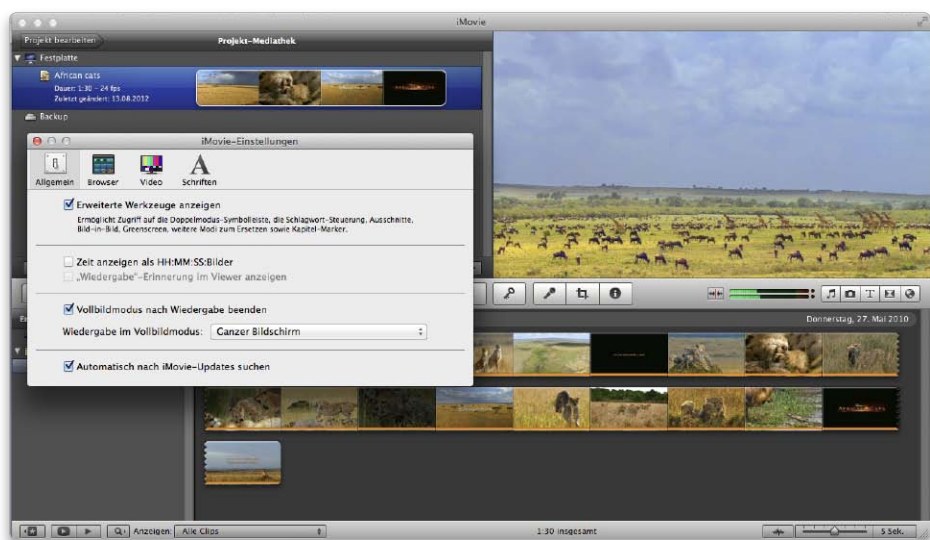 iMovie
Projekt bearbeiten
Projekt-Mediathek
Festplatte
African cats
Dauer: 1:30 – 24 fps
Zuletzt geändert: 13.08.2012
Backup
iMovie-Einstellungen
Allgemein
Browser
Video
Schriften
Erweiterte Werkzeuge anzeigen
Ermöglicht Zugriff auf die Doppelmodus-Symbolleiste, die Schlagwort-Steuerung, Ausschnitte,
Bild-in-Bild, Greenscreen, weitere Modi zum Ersetzen sowie Kapitel-Marker.
Zeit anzeigen als HH:MM:SS:Bilder
„Wiedergabe“-Erinnerung im Viewer anzeigen
Vollbildmodus nach Wiedergabe beenden
Wiedergabe im Vollbildmodus: Ganzer Bildschirm
Automatisch nach iMovie-Updates suchen
Donnerstag, 27. Mai 2010
Anzeigen: Alle Clips
1:30 insgesamt
5 Sek.